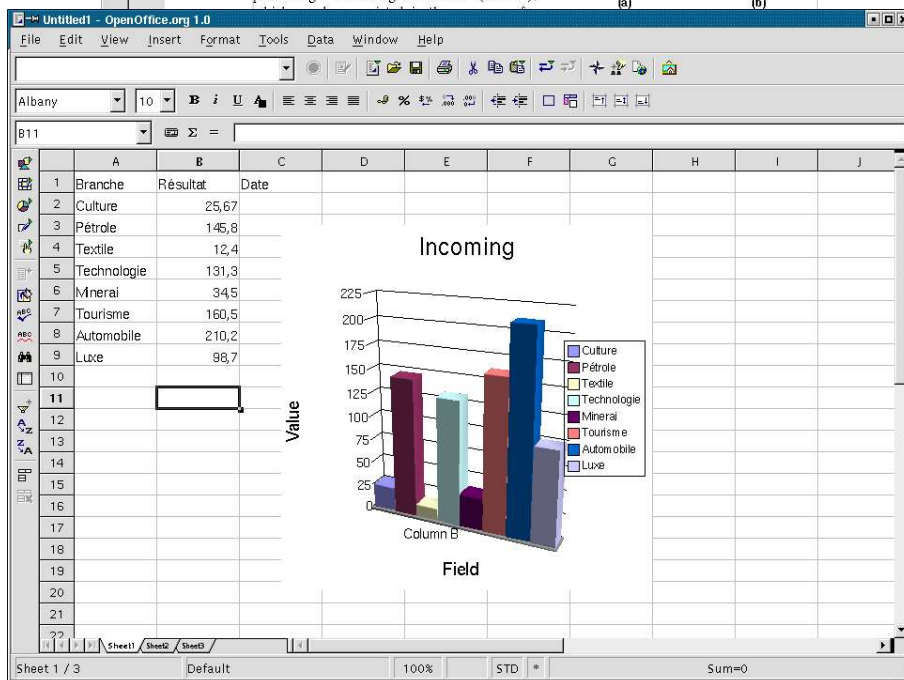 (a) (b)
Untitled1 - OpenOffice.org 1.0
File Edit View Insert Format Tools Data Window Help
Albany 10 B i U A
B11 Σ =
A B C D E F G H I J
1 Branche Résultat Date
2 Culture 25,67
3 Pétrole 145,8
4 Textile 12,4
5 Technologie 131,3
6 Minerai 34,5
7 Tourisme 160,5
8 Automobile 210,2
9 Luxe 98,7
10
11
12
13
14
15
16
17
18
19
20
21
22
Incoming
225
200
175
150
125
100
75
50
25
0
Value
Column B
Field
Culture
Pétrole
Textile
Technologie
Minerai
Tourisme
Automobile
Luxe
Sheet1 Sheet2 Sheet3
Sheet 1 / 3 Default 100% STD * Sum=0